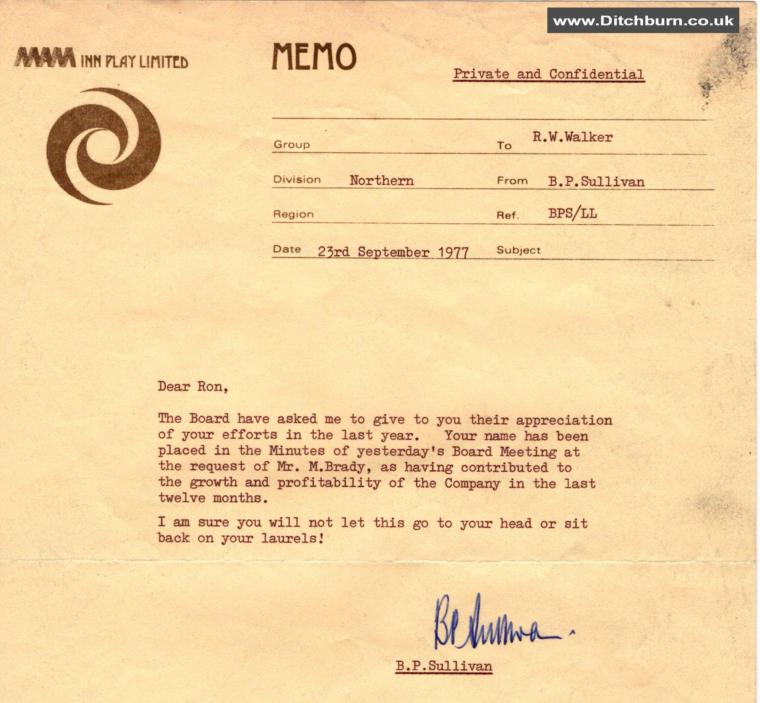 www.Ditchburn.co.uk
MAM INN PLAY LIMITED
MEMO
Private and Confidential
Group
To R.W.Walker
Division Northern
From B.P.Sullivan
Region
Ref. BPS/LL
Date 23rd September 1977
Subject
Dear Ron,
The Board have asked me to give to you their appreciation
of your efforts in the last year. Your name has been
placed in the Minutes of yesterday's Board Meeting at
the request of Mr. M.Brady, as having contributed to
the growth and profitability of the Company in the last
twelve months.
I am sure you will not let this go to your head or sit
back on your laurels!
BPSullivan
B.P.Sullivan